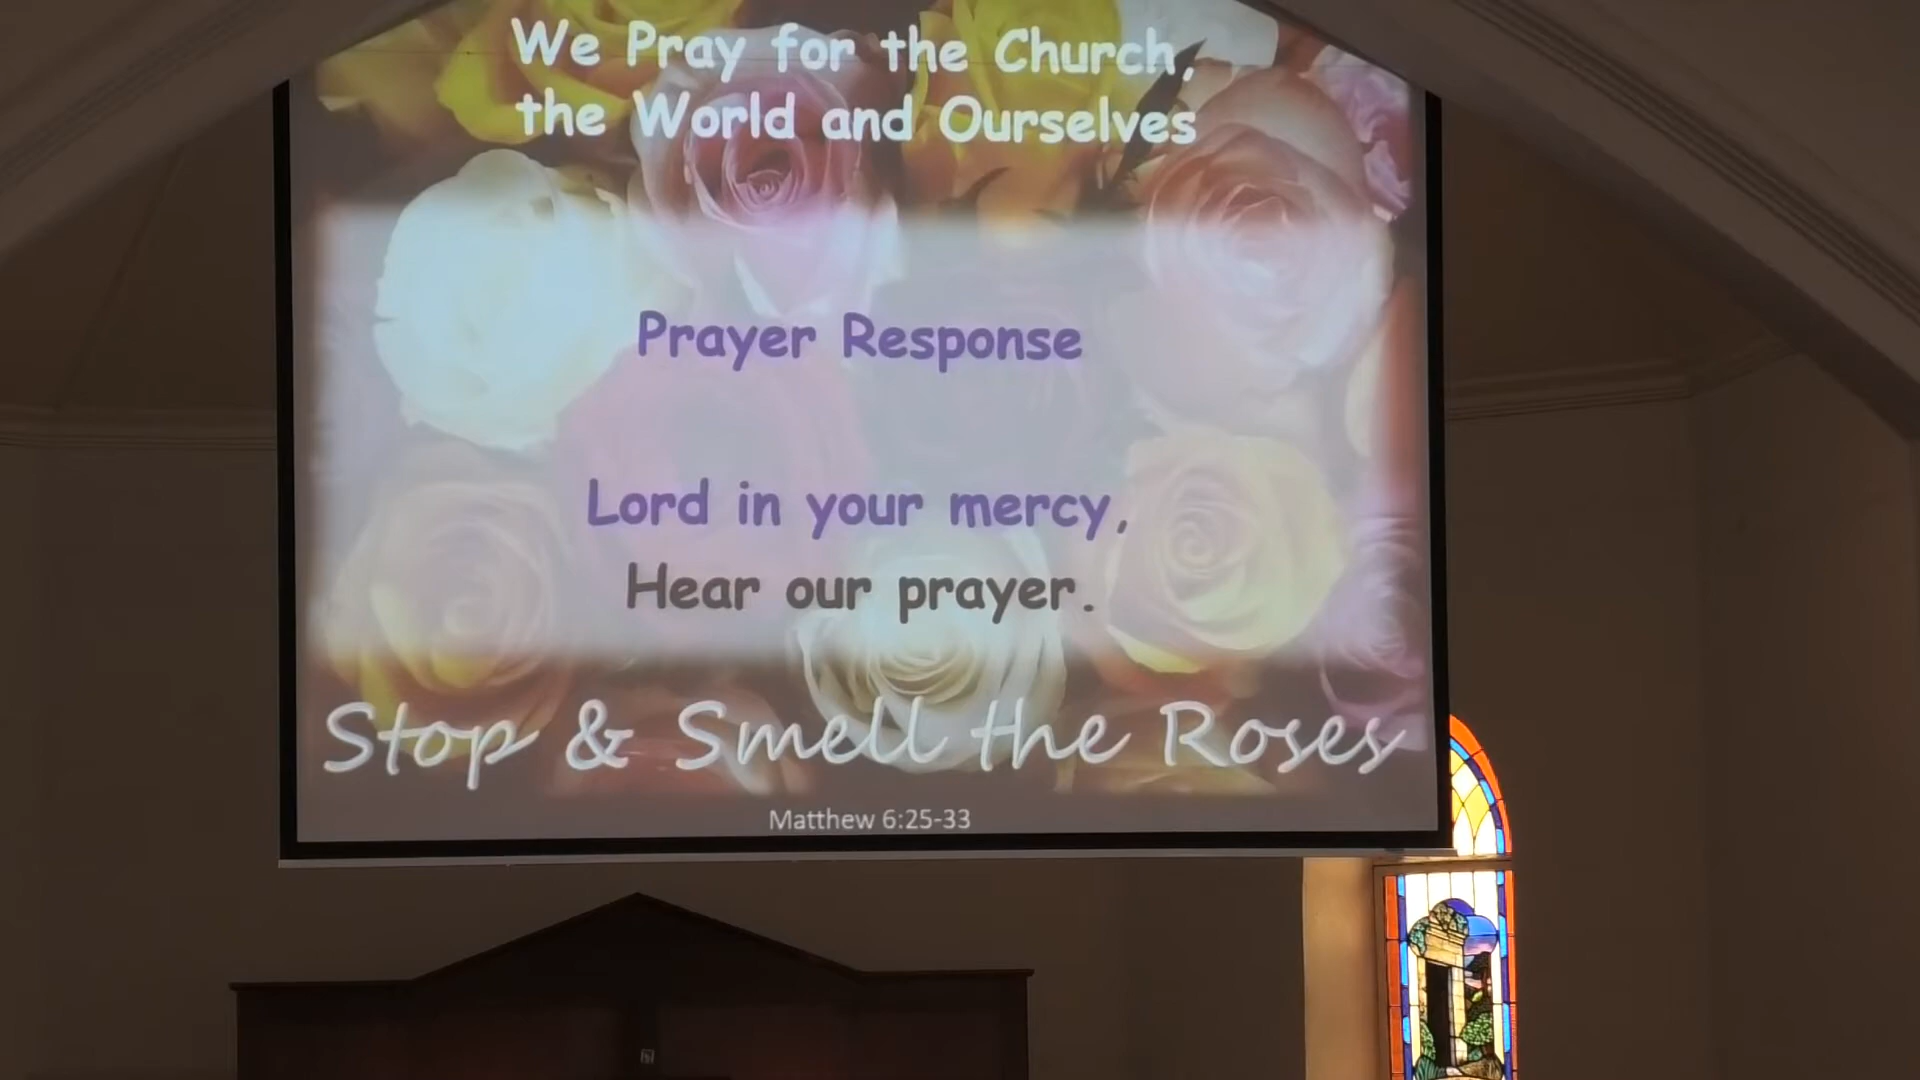 We Pray for the Church,
the World and Ourselves
Prayer Response
Lord in your mercy,
Hear our prayer.
Stop & Smell the Roses
Matthew 6:25-33